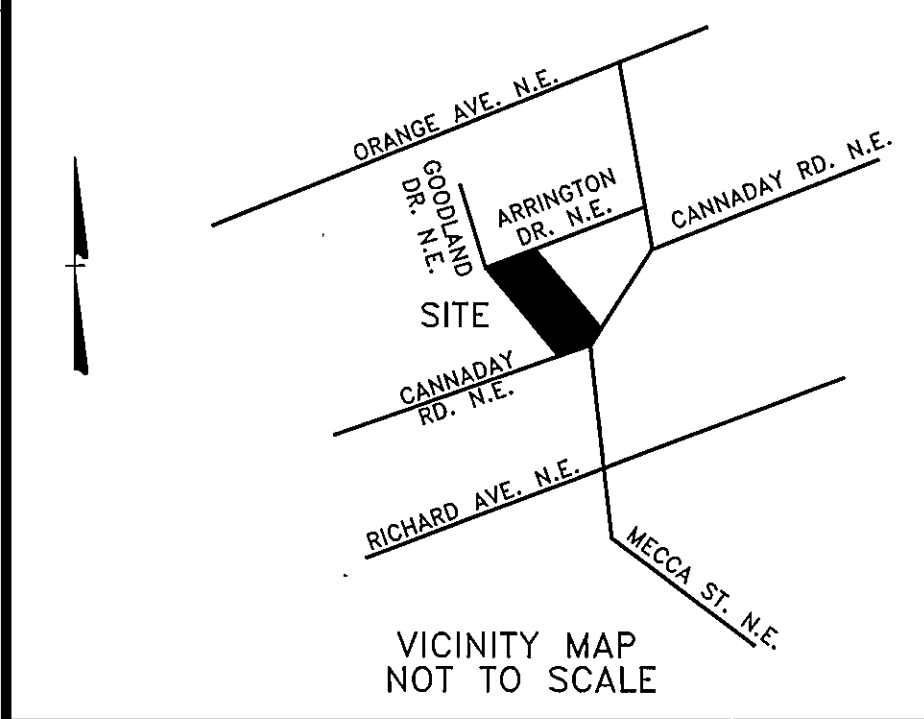 ORANGE AVE. N.E.
GOODLAND
DR. N.E.
ARRINGTON
DR. N.E.
CANNADAY RD. N.E.
SITE
CANNADAY
RD. N.E.
RICHARD AVE. N.E.
MECCA ST. N.E.
VICINITY MAP
NOT TO SCALE